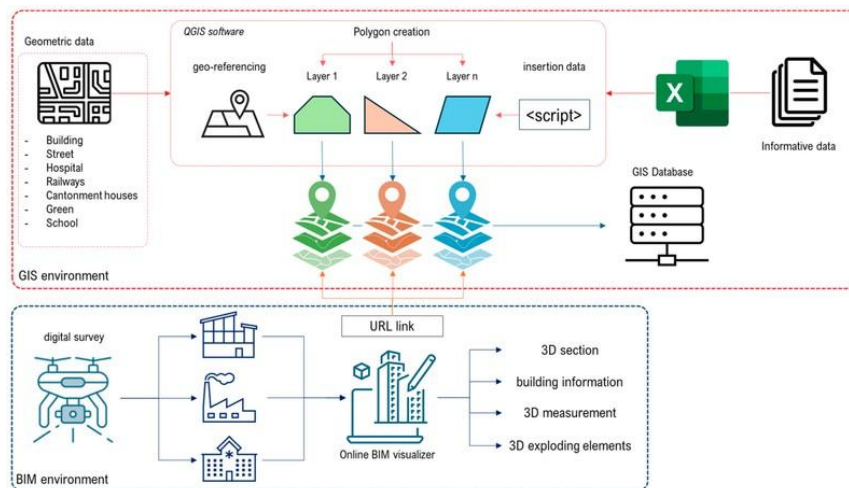 Geometric data
- Building
- Street
- Hospital
- Railways
- Cantonment houses
- Green
- School
QGIS software
Polygon creation
geo-referencing
Layer 1
Layer 2
Layer n
insertion data
<script>
X
Informative data
GIS Database
GIS environment
URL link
digital survey
Online BIM visualizer
3D section
building information
3D measurement
3D exploding elements
BIM environment